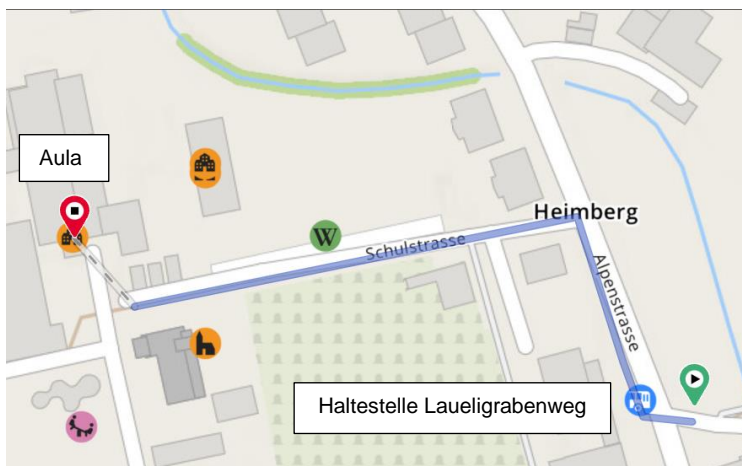 Aula
Heimberg
W
Schulstrasse
Alpenstrasse
Haltestelle Laueligrabenweg